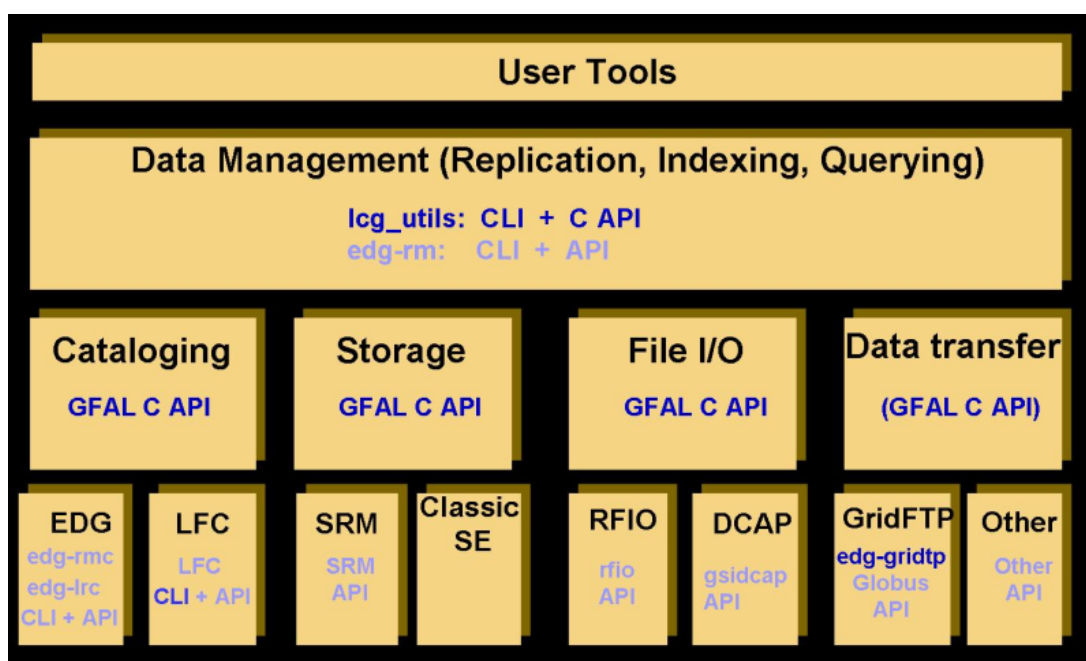 User Tools
Data Management (Replication, Indexing, Querying)
lcg_utils: CLI + C API
edg-rm: CLI + API
Cataloging
GFAL C API
Storage
GFAL C API
File I/O
GFAL C API
Data transfer
(GFAL C API)
EDG
edg-rmc
edg-lrc
CLI + API
LFC
LFC
CLI + API
SRM
SRM
API
Classic
SE
RFIO
rfio
API
DCAP
gsidcap
API
GridFTP
edg-gridtp
Globus
API
Other
Other
API